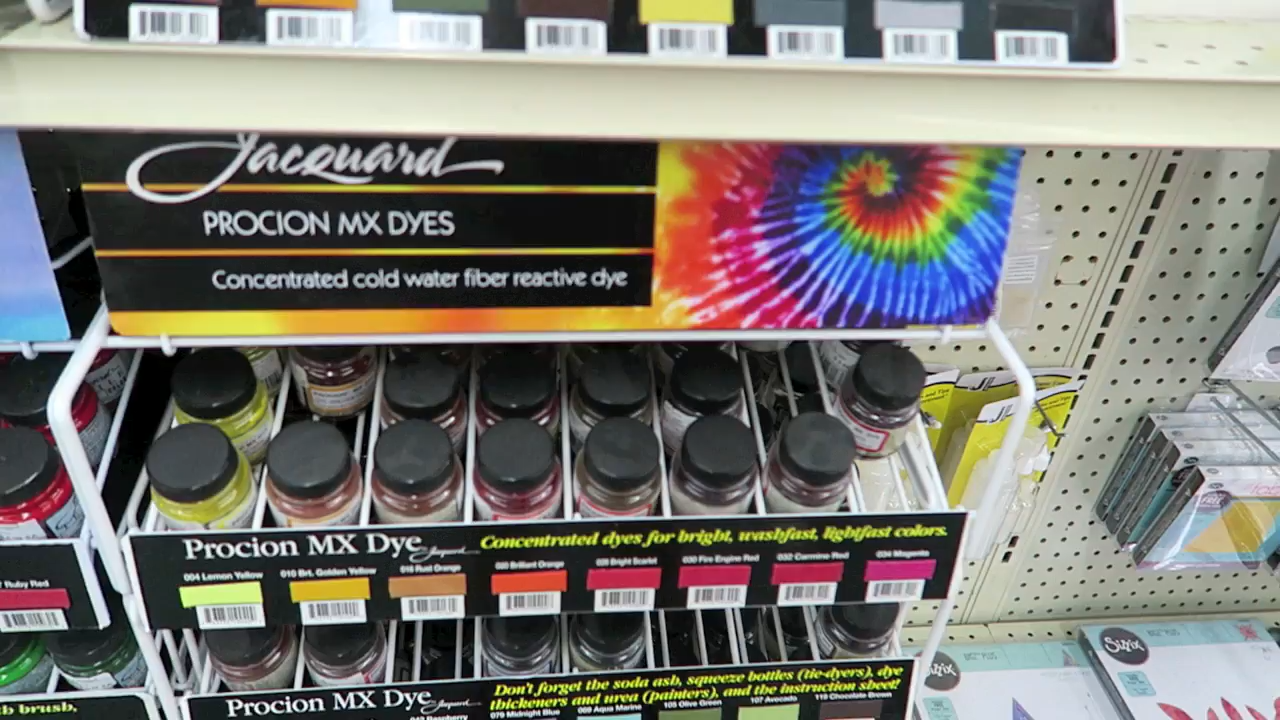 Jacquard
PROCION MX DYES
Concentrated cold water fiber reactive dye
Procion MX Dye Jacquard
Concentrated dyes for bright, washfast, lightfast colors.
004 Lemon Yellow
010 Brt. Golden Yellow
016 Rust Orange
020 Brilliant Orange
028 Bright Scarlet
030 Fire Engine Red
032 Carmine Red
034 Magenta
Ruby Red
tb brush,
Procion MX Dye Jacquard
Don't forget the soda ash, squeeze bottles (tie-dyers), dye
thickeners and urea (painters), and the instruction sheet!
Raspberry
079 Midnight Blue
069 Aqua Marine
105 Olive Green
107 Avocado
119 Chocolate Brown
Sizzix
Sizzix